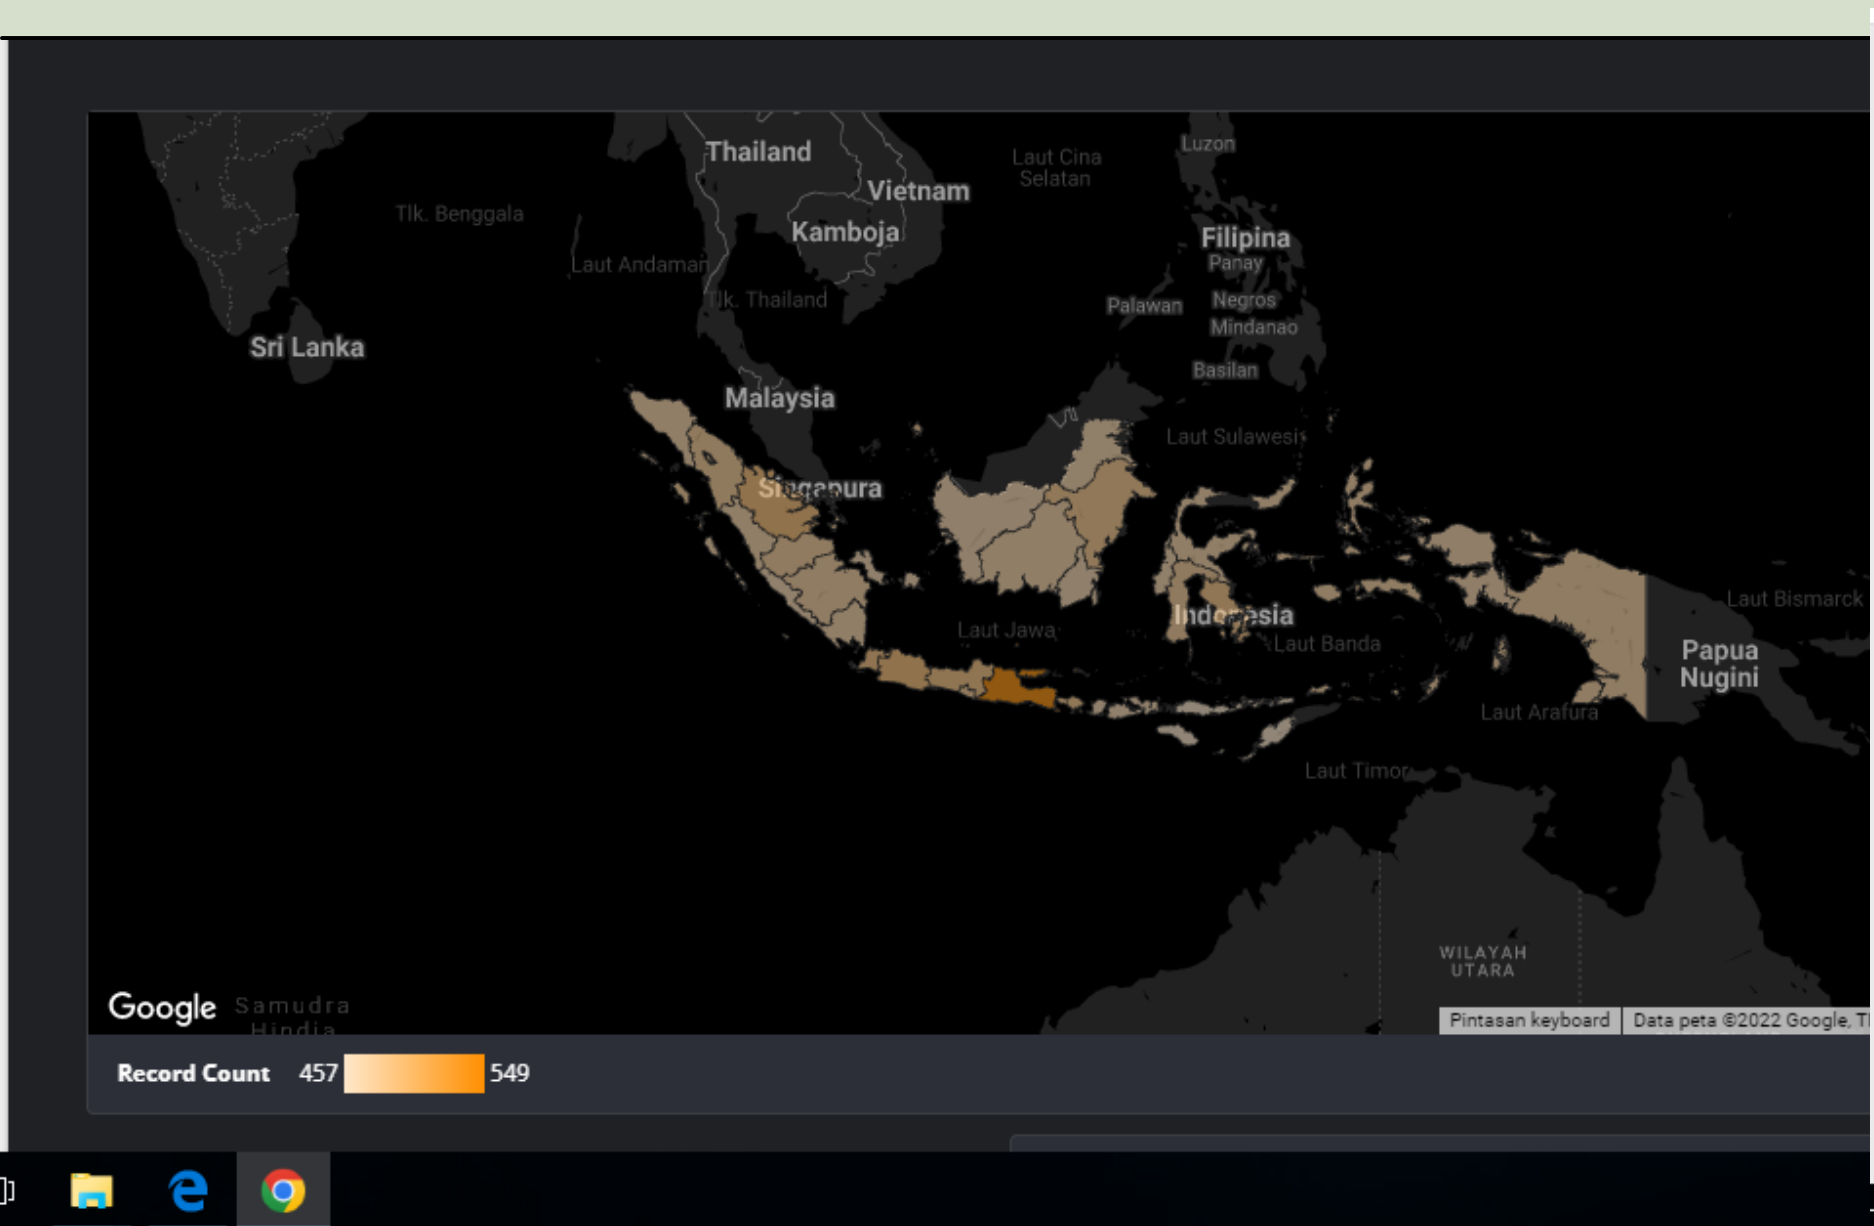 Thailand
Laut Cina
Selatan
Luzon
Vietnam
Tlk. Benggala
Kamboja
Filipina
Panay
Laut Andaman
Tlk. Thailand
Palawan
Negros
Mindanao
Sri Lanka
Basilan
Malaysia
Laut Sulawesi
Singapura
Laut Bismarck
Indonesia
Laut Jawa
Laut Banda
Papua
Nugini
Laut Arafura
Laut Timor
WILAYAH
UTARA
Google
Samudra
Hindia
Pintasan keyboard
Data peta ©2022 Google, T
Record Count 457 549